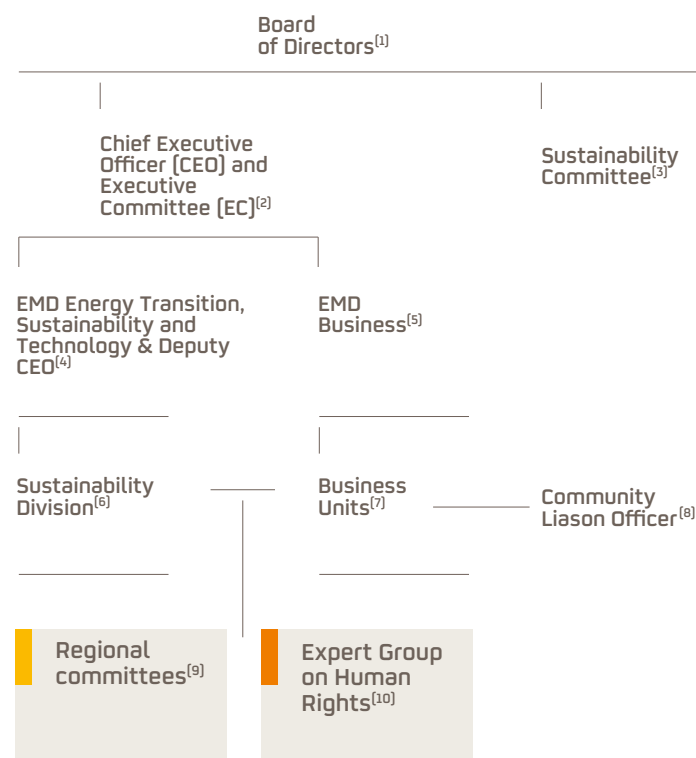 Board
of Directors(1)
Chief Executive
Officer (CEO) and
Executive
Committee (EC)(2)
Sustainability
Committee(3)
EMD Energy Transition,
Sustainability and
Technology & Deputy
CEO(4)
EMD
Business(5)
Sustainability
Division(6)
Business
Units(7)
Community
Liason Officer(8)
Regional
committees(9)
Expert Group
on Human
Rights(10)